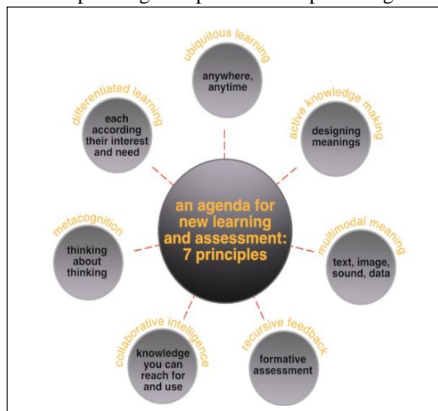 ubiquitous learning
anywhere,
anytime
active knowledge making
designing
meanings
multimodal meaning
text, image,
sound, data
recursive feedback
formative
assessment
collaborative intelligence
knowledge you
can
reach for
and use
metacognition
thinking
about
thinking
differentiated learning
each
according
their interest
and need
an agenda for
new learning
and assessment:
7 principles